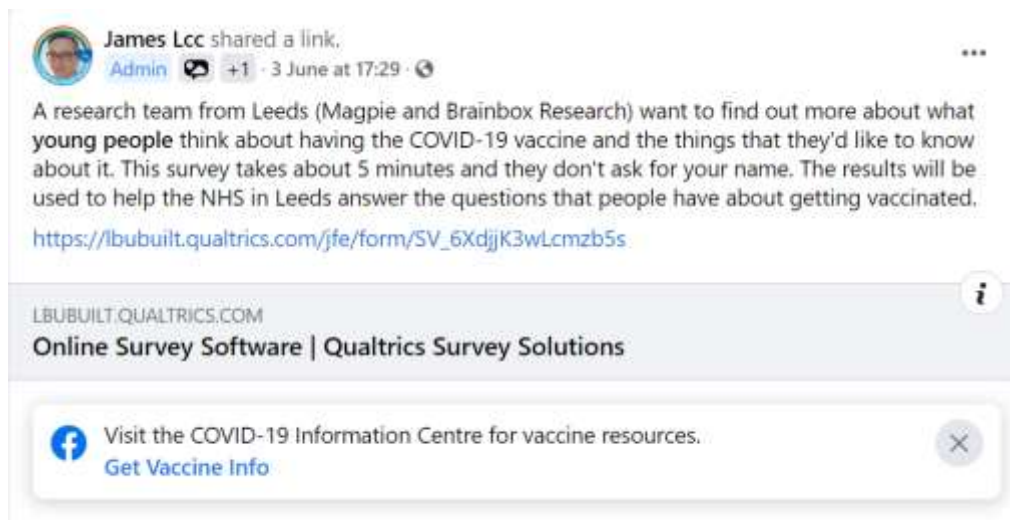 James Lcc shared a link.
Admin +1 · 3 June at 17:29 ·
A research team from Leeds (Magpie and Brainbox Research) want to find out more about what
young people think about having the COVID-19 vaccine and the things that they'd like to know
about it. This survey takes about 5 minutes and they don't ask for your name. The results will be
used to help the NHS in Leeds answer the questions that people have about getting vaccinated.
https://lbubuilt.qualtrics.com/jfe/form/SV_6XdjjK3wLcmzb5s
i
LBUBUILT.QUALTRICS.COM
Online Survey Software | Qualtrics Survey Solutions
Visit the COVID-19 Information Centre for vaccine resources.
Get Vaccine Info